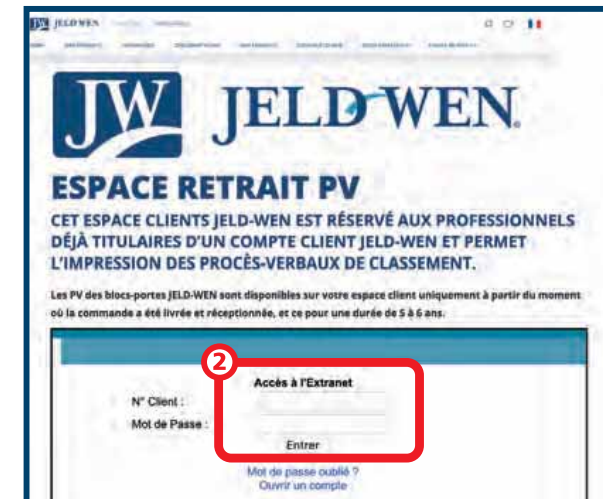 JW JELD-WEN
JW JELD-WEN
ESPACE RETRAIT PV
CET ESPACE CLIENTS JELD-WEN EST RÉSERVÉ AUX PROFESSIONNELS
DÉJÀ TITULAIRES D'UN COMPTE CLIENT JELD-WEN ET PERMET
L'IMPRESSION DES PROCÈS-VERBAUX DE CLASSEMENT.
Les PV des blocs-portes JELD-WEN sont disponibles sur votre espace client uniquement à partir du moment
où la commande a été livrée et réceptionnée, et ce pour une durée de 5 à 6 ans.
2
Accès à l'Extranet
N° Client :
Mot de Passe :
Entrer
Mot de passe oublié ?
Ouvrir un compte